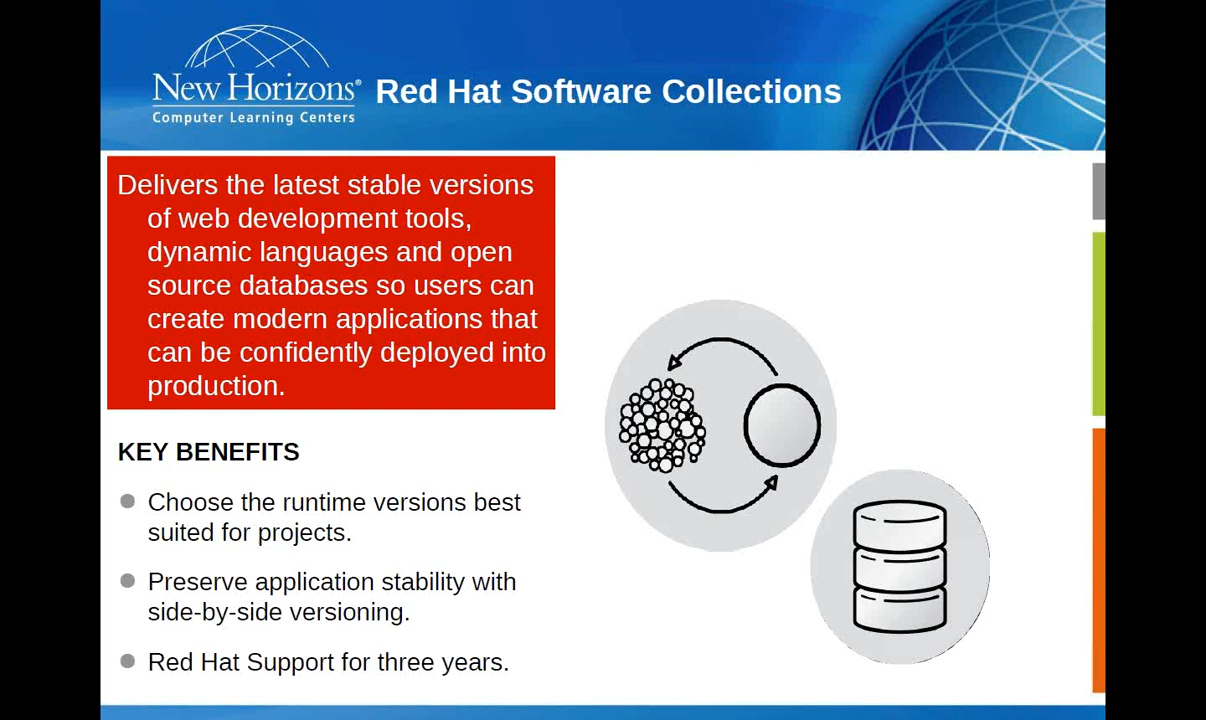 New Horizons®
Computer Learning Centers
Red Hat Software Collections
Delivers the latest stable versions
of web development tools,
dynamic languages and open
source databases so users can
create modern applications that
can be confidently deployed into
production.
KEY BENEFITS
Choose the runtime versions best
suited for projects.
Preserve application stability with
side-by-side versioning.
Red Hat Support for three years.